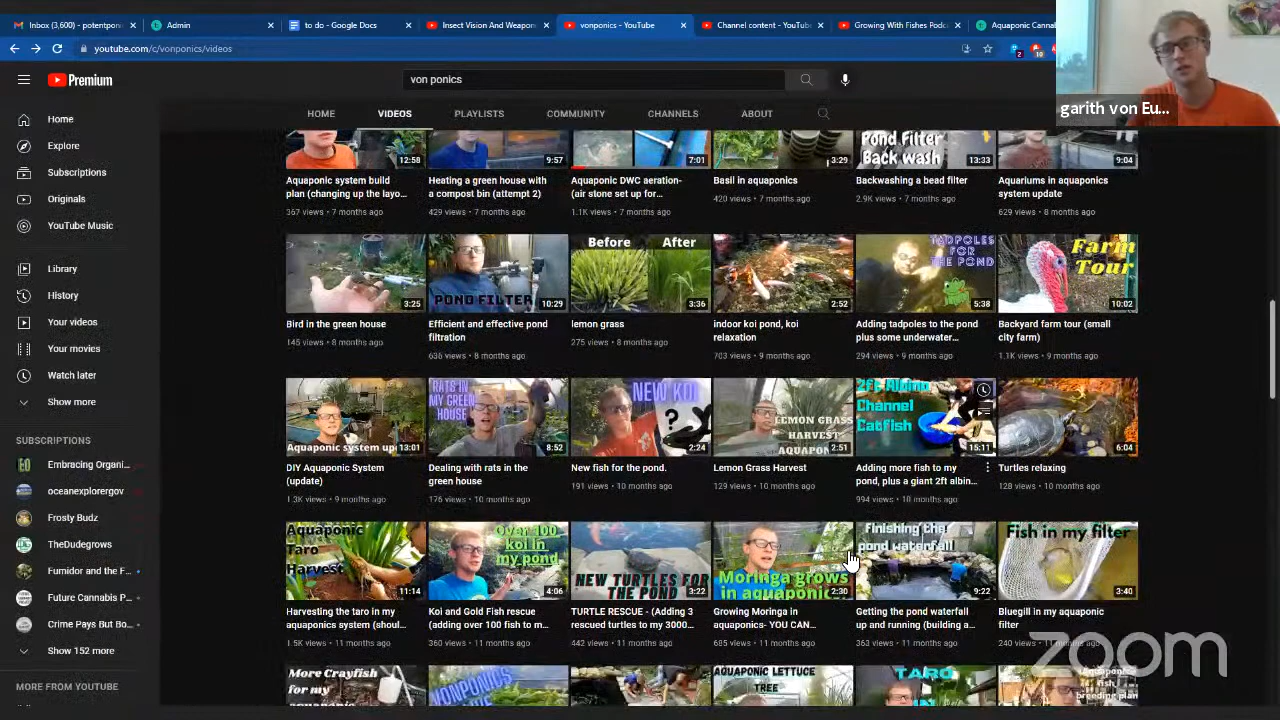 Inbox (3,600) - potentponi
Admin
to do - Google Docs
Insect Vision And Weapon
vonponics - YouTube
Channel content - YouTub
Growing With Fishes Podc
Aquaponic Canna
youtube.com/c/vonponics/videos
2
10
garith von Eu...
Premium
von ponics
HOME
VIDEOS
PLAYLISTS
COMMUNITY
CHANNELS
ABOUT
Home
Explore
Subscriptions
Originals
YouTube Music
Library
History
Your videos
Your movies
Watch later
Show more
SUBSCRIPTIONS
Embracing Organi...
oceanexplorergov
Frosty Budz
TheDudegrows
Fumidor and the F...
Future Cannabis P...
Crime Pays But Bo...
Show 152 more
MORE FROM YOUTUBE
12:58
9:57
7:01
3:29
Pond Filter
Back wash
13:33
9:04
Aquaponic system build
plan (changing up the layo...
367 views • 7 months ago
Heating a green house with
a compost bin (attempt 2)
429 views • 7 months ago
Aquaponic DWC aeration-
(air stone set up for...
1.1K views • 7 months ago
Basil in aquaponics
420 views • 7 months ago
Backwashing a bead filter
2.9K views • 7 months ago
Aquariums in aquaponics
system update
629 views • 8 months ago
3:25
POND FILTER
10:29
Before After
3:36
2:52
TADPOLES
FOR
THE POND
5:38
Farm
Tour
10:02
Bird in the green house
145 views • 8 months ago
Efficient and effective pond
filtration
636 views • 8 months ago
lemon grass
275 views • 8 months ago
indoor koi pond, koi
relaxation
703 views • 9 months ago
Adding tadpoles to the pond
plus some underwater...
294 views • 9 months ago
Backyard farm tour (small
city farm)
1.1K views • 9 months ago
Aquaponic system up
13:01
RATS IN
MY GREEN
HOUSE
8:52
NEW KOI
?
2:24
LEMON GRASS
HARVEST
AQUAPON
2:51
2ft Albino
Channel
Catfish
15:11
6:04
DIY Aquaponic System
(update)
1.3K views • 9 months ago
Dealing with rats in the
green house
176 views • 10 months ago
New fish for the pond.
191 views • 10 months ago
Lemon Grass Harvest
129 views • 10 months ago
Adding more fish to my
pond, plus a giant 2ft albin...
994 views • 10 months ago
Turtles relaxing
128 views • 10 months ago
Aquaponic
Taro
Harvest
11:14
Over 100
koi in
my pond
4:06
NEW TURTLES FOR
THE POND
3:22
Moringa grows
in aquaponic
2:30
Finishing the
pond waterfall
9:22
Fish in my filter
3:40
Harvesting the taro in my
aquaponics system (shoul...
1.5K views • 11 months ago
Koi and Gold Fish rescue
(adding over 100 fish to m...
360 views • 11 months ago
TURTLE RESCUE - (Adding 3
rescued turtles to my 3000...
442 views • 11 months ago
Growing Moringa in
aquaponics- YOU CAN...
685 views • 11 months ago
Getting the pond waterfall
up and running (building a...
363 views • 11 months ago
Bluegill in my aquaponic
filter
240 views • 11 months ago
More Crayfish
for my
VONPONICS
AQUAPONIC LETTUCE
TREE
TARO
IN
Aquaponics
fish
breeding plan
zoom